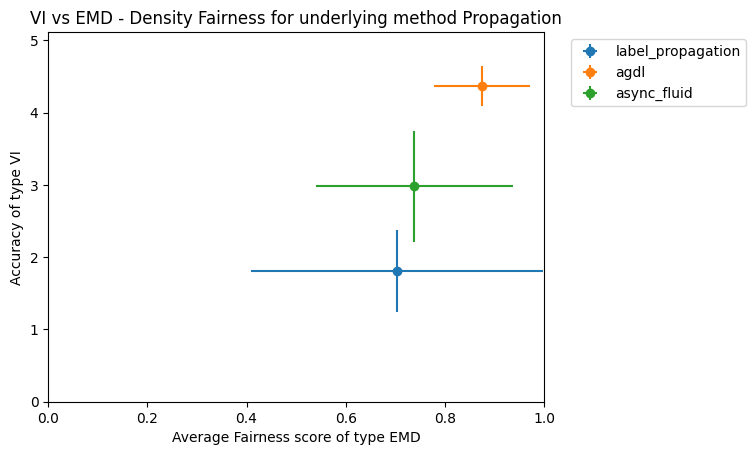 VI vs EMD - Density Fairness for underlying method Propagation
label_propagation
agdl
async_fluid
Accuracy of type VI
5
4
3
2
1
0
0.0 0.2 0.4 0.6 0.8 1.0
Average Fairness score of type EMD